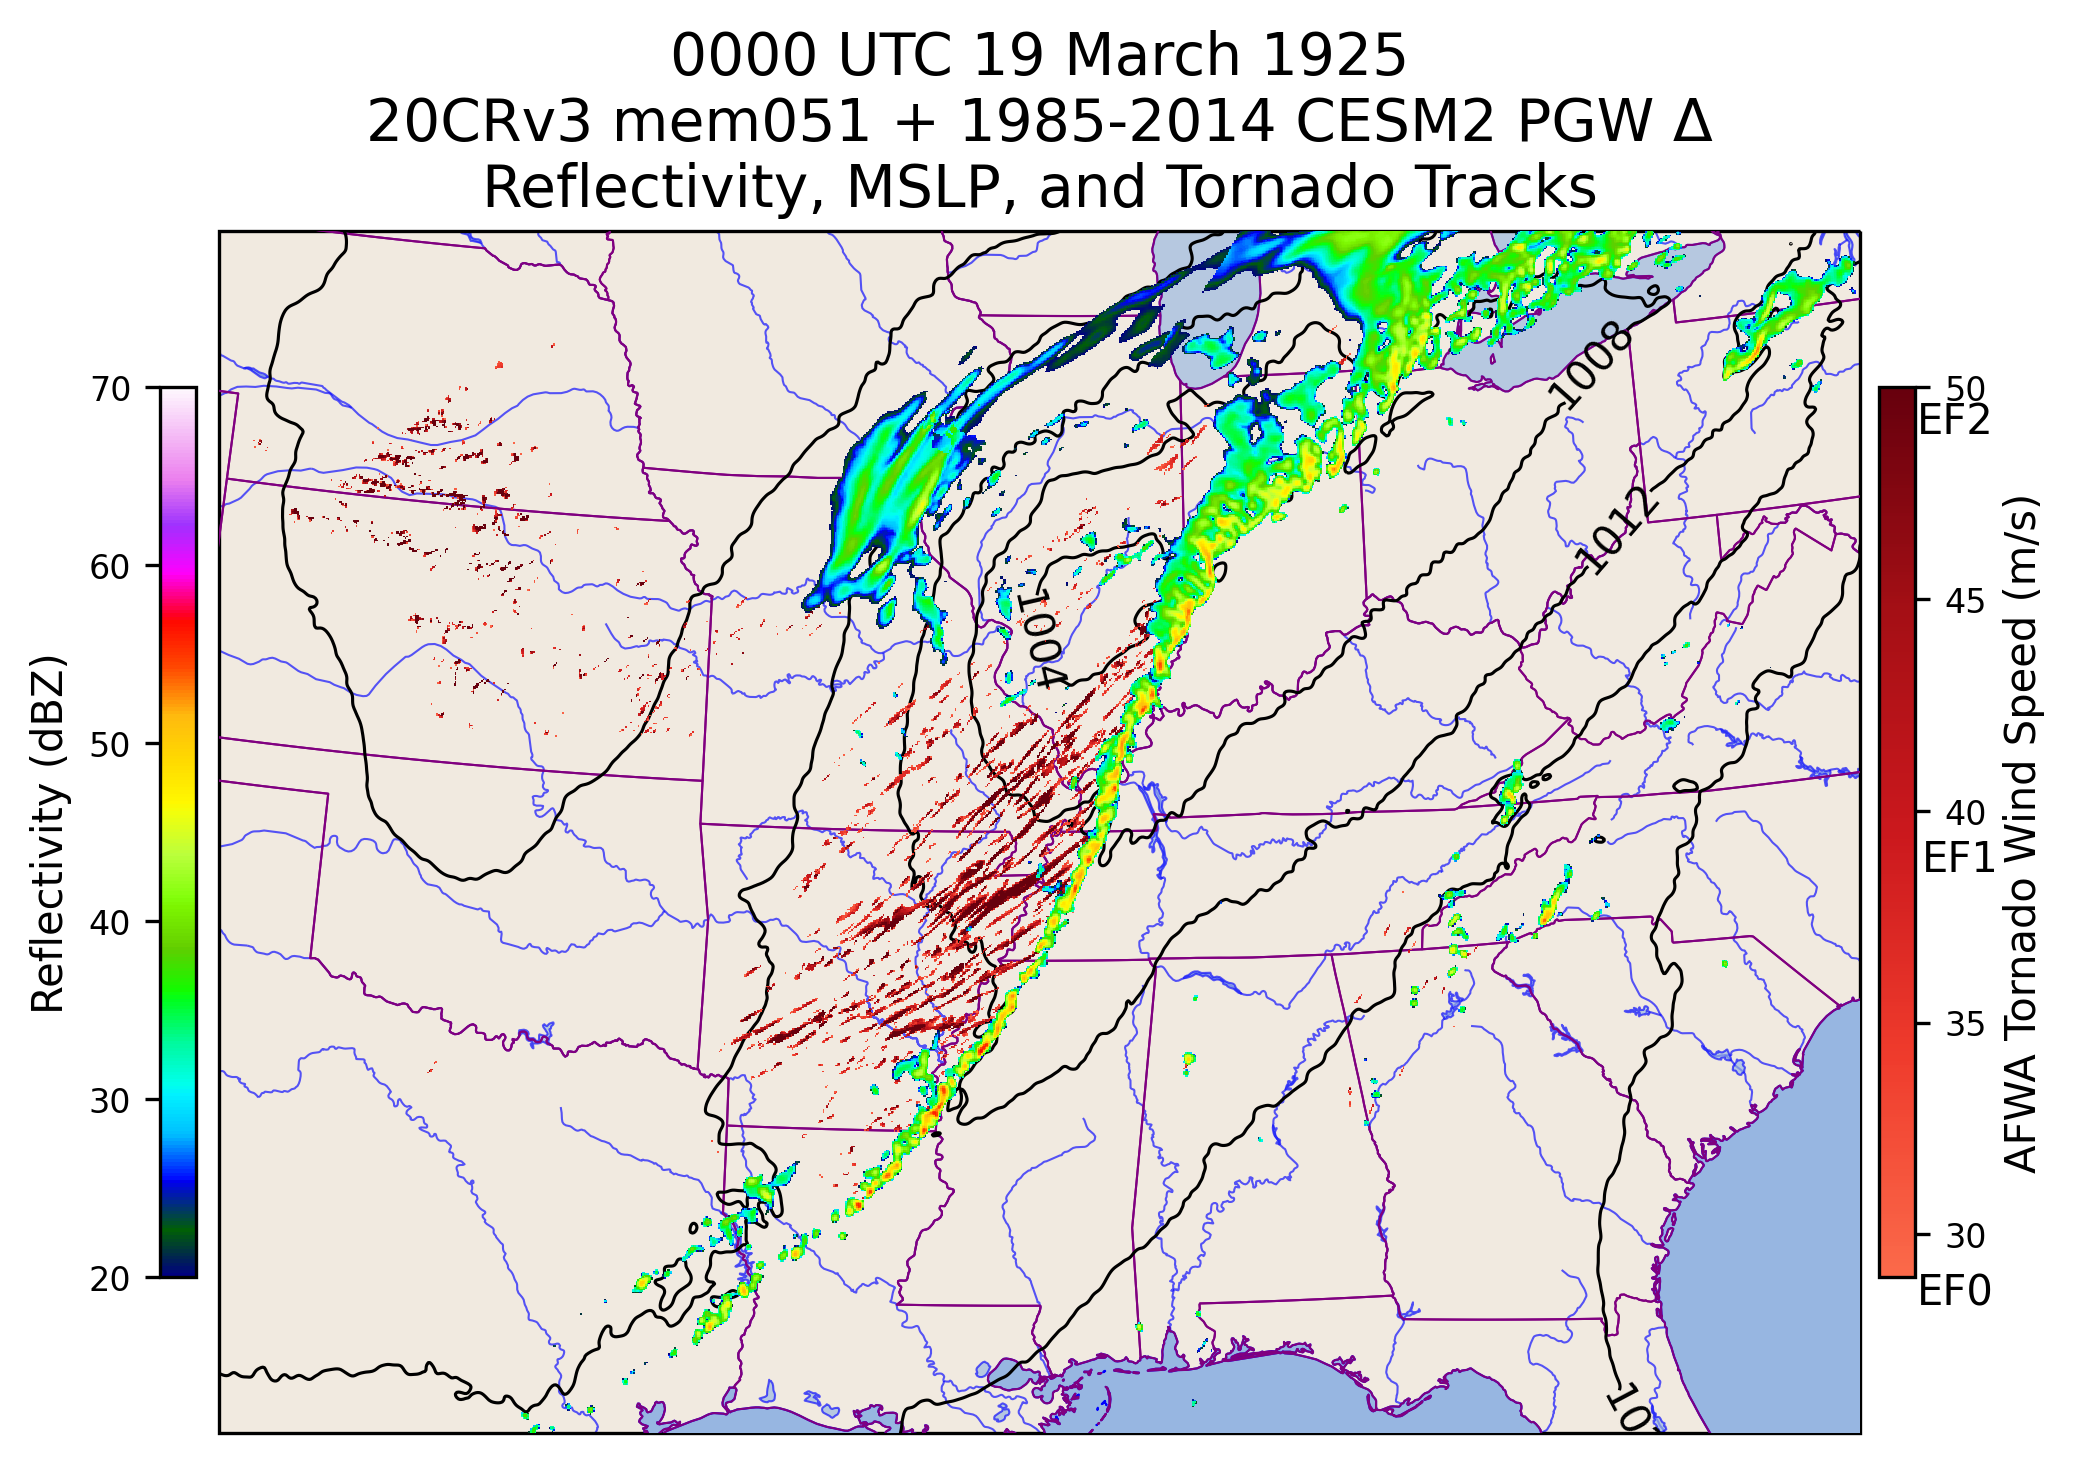 0000 UTC 19 March 1925
20CRv3 mem051 + 1985-2014 CESM2 PGW Δ
Reflectivity, MSLP, and Tornado Tracks
70
60
50
40
30
20
Reflectivity (dBZ)
1008
1012
1004
50
EF2
45
40
EF1
35
30
EF0
AFWA Tornado Wind Speed (m/s)